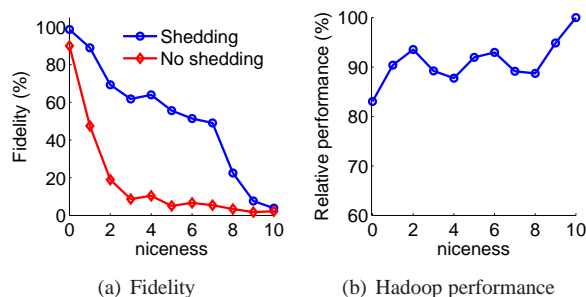 100
80
60
40
20
0
Fidelity (%)
Shedding
No shedding
0 2 4 6 8 10
niceness
(a) Fidelity
100
90
80
70
60
Relative performance (%)
0 2 4 6 8 10
niceness
(b) Hadoop performance